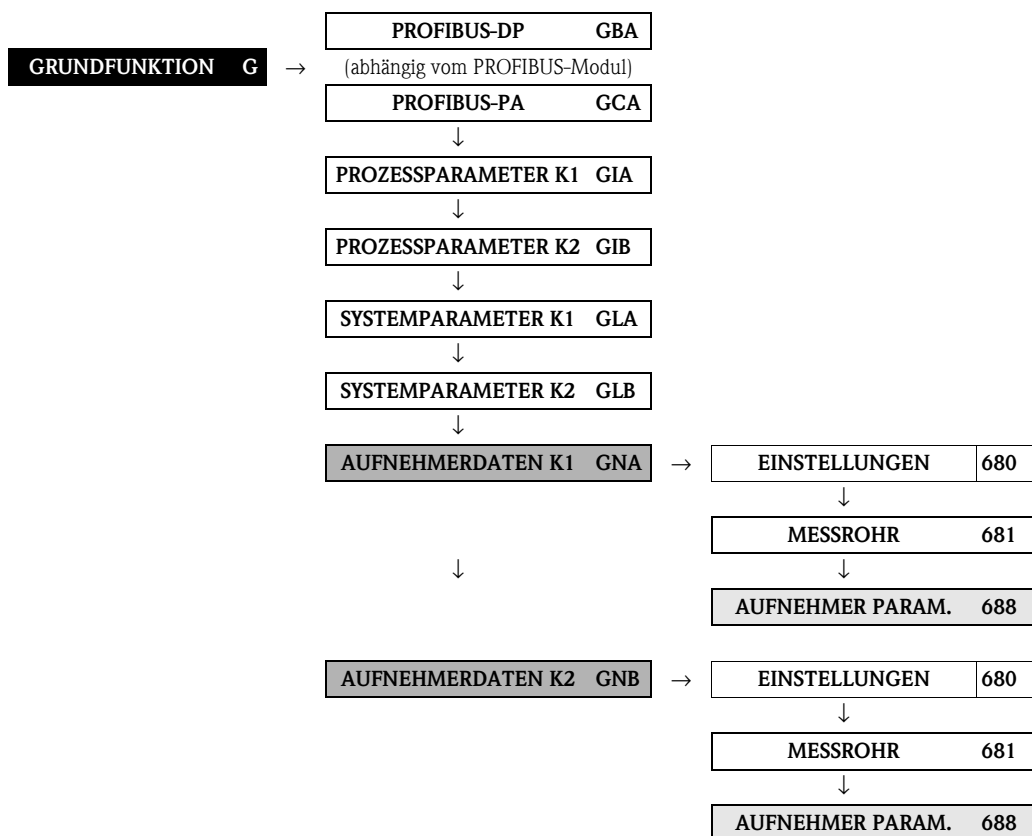 PROFIBUS-DP GBA
GRUNDFUNKTION G → (abhängig vom PROFIBUS-Modul)
PROFIBUS-PA GCA
↓
PROZESSPARAMETER K1 GIA
↓
PROZESSPARAMETER K2 GIB
↓
SYSTEMPARAMETER K1 GLA
↓
SYSTEMPARAMETER K2 GLB
↓
AUFNEHMERDATEN K1 GNA → EINSTELLUNGEN 680
↓
MESSROHR 681
↓ ↓
AUFNEHMER PARAM. 688
AUFNEHMERDATEN K2 GNB → EINSTELLUNGEN 680
↓
MESSROHR 681
↓
AUFNEHMER PARAM. 688